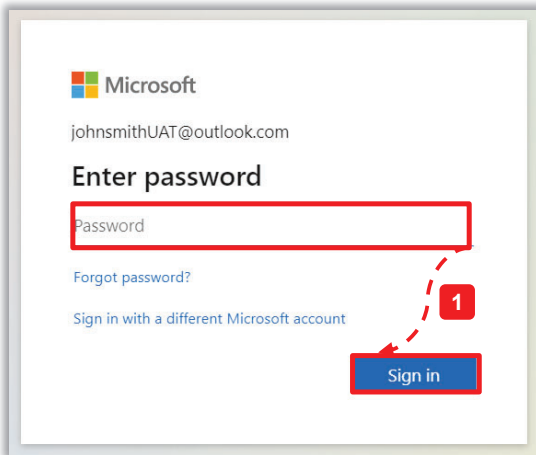 Microsoft
johnsmithUAT@outlook.com
Enter password
Password
Forgot password?
Sign in with a different Microsoft account
1
Sign in